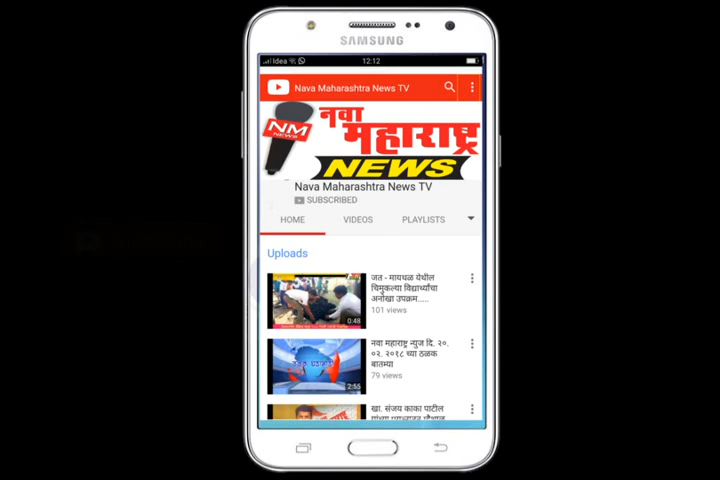 SAMSUNG
Idea
12:12
Nava Maharashtra News TV
NM
NEWS
नवा
महाराष्ट्र
NEWS
Nava Maharashtra News TV
SUBSCRIBED
HOME VIDEOS PLAYLISTS
Uploads
जत - मायथळ येथील
चिमुकल्या विद्यार्थ्यांचा
अनोखा उपक्रम.....
101 views
0:48
नवा महाराष्ट्र न्युज दि. २०.
०२. २०१८ च्या ठळक
बातम्या
79 views
2:55
खा. संजय काका पाटील